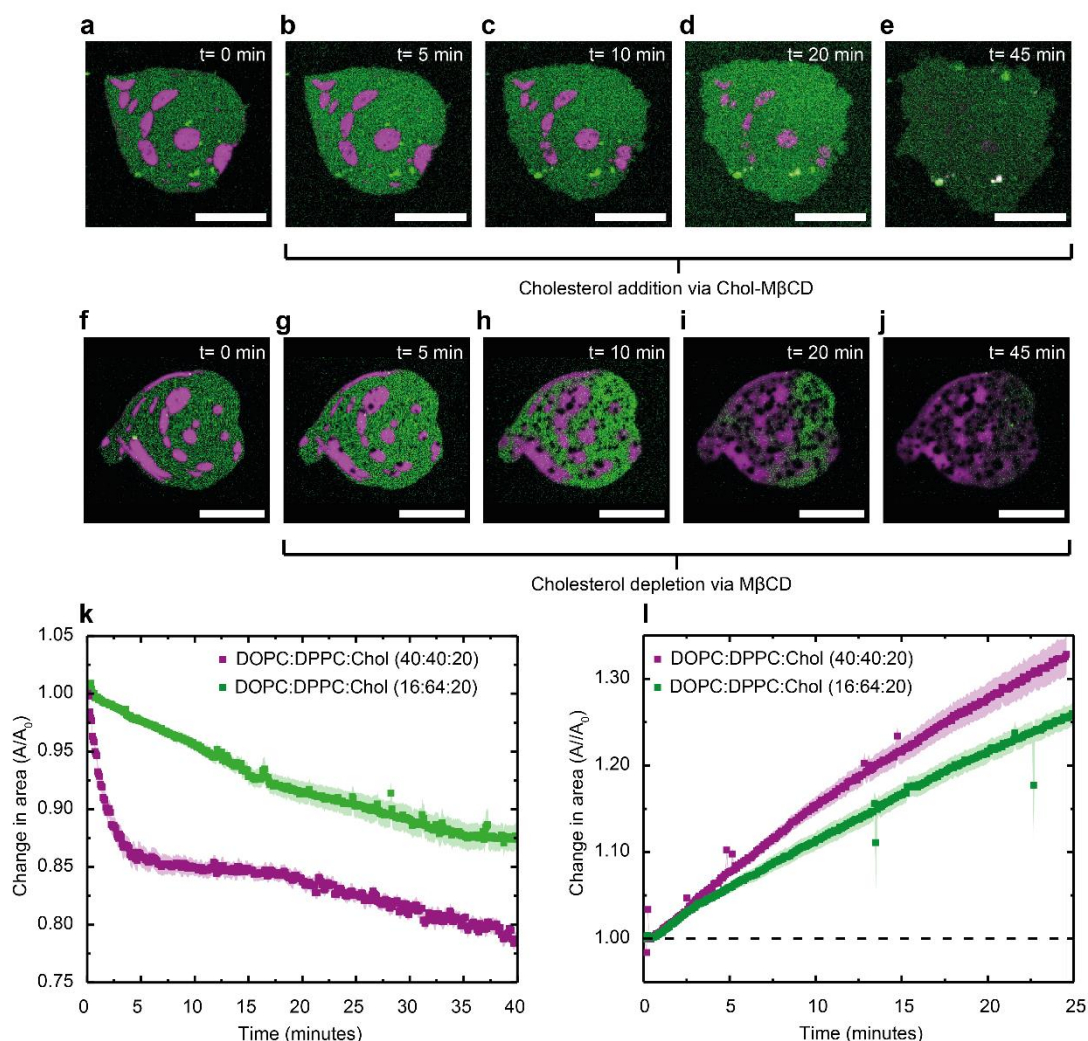 a b c d e
t= 0 min t= 5 min t= 10 min t= 20 min t= 45 min
Cholesterol addition via Chol-MβCD
f g h i j
t= 0 min t= 5 min t= 10 min t= 20 min t= 45 min
Cholesterol depletion via MβCD
k
1.05
1.00
0.95
0.90
0.85
0.80
0.75
Change in area (A/A₀)
DOPC:DPPC:Chol (40:40:20)
DOPC:DPPC:Chol (16:64:20)
0 5 10 15 20 25 30 35 40
Time (minutes)
l
1.30
1.20
1.10
1.00
Change in area (A//A₀)
DOPC:DPPC:Chol (40:40:20)
DOPC:DPPC:Chol (16:64:20)
0 5 10 15 20 25
Time (minutes)